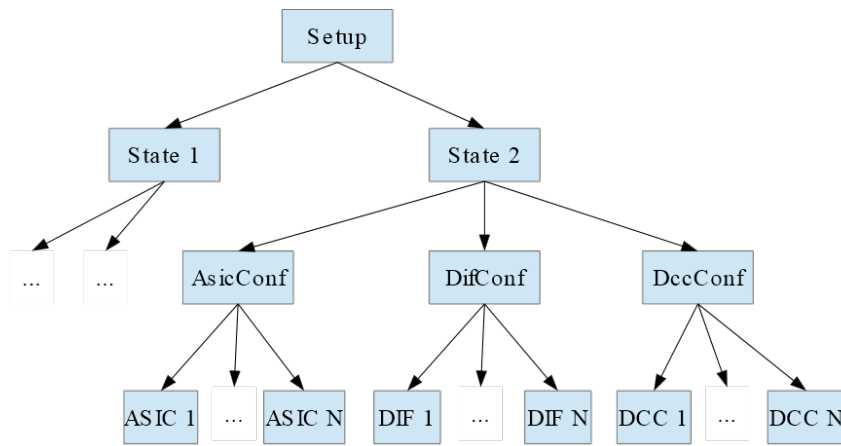 Setup
State 1
State 2
...
...
AsicConf
DifConf
DccConf
ASIC 1
...
ASIC N
DIF 1
...
DIF N
DCC 1
...
DCC N